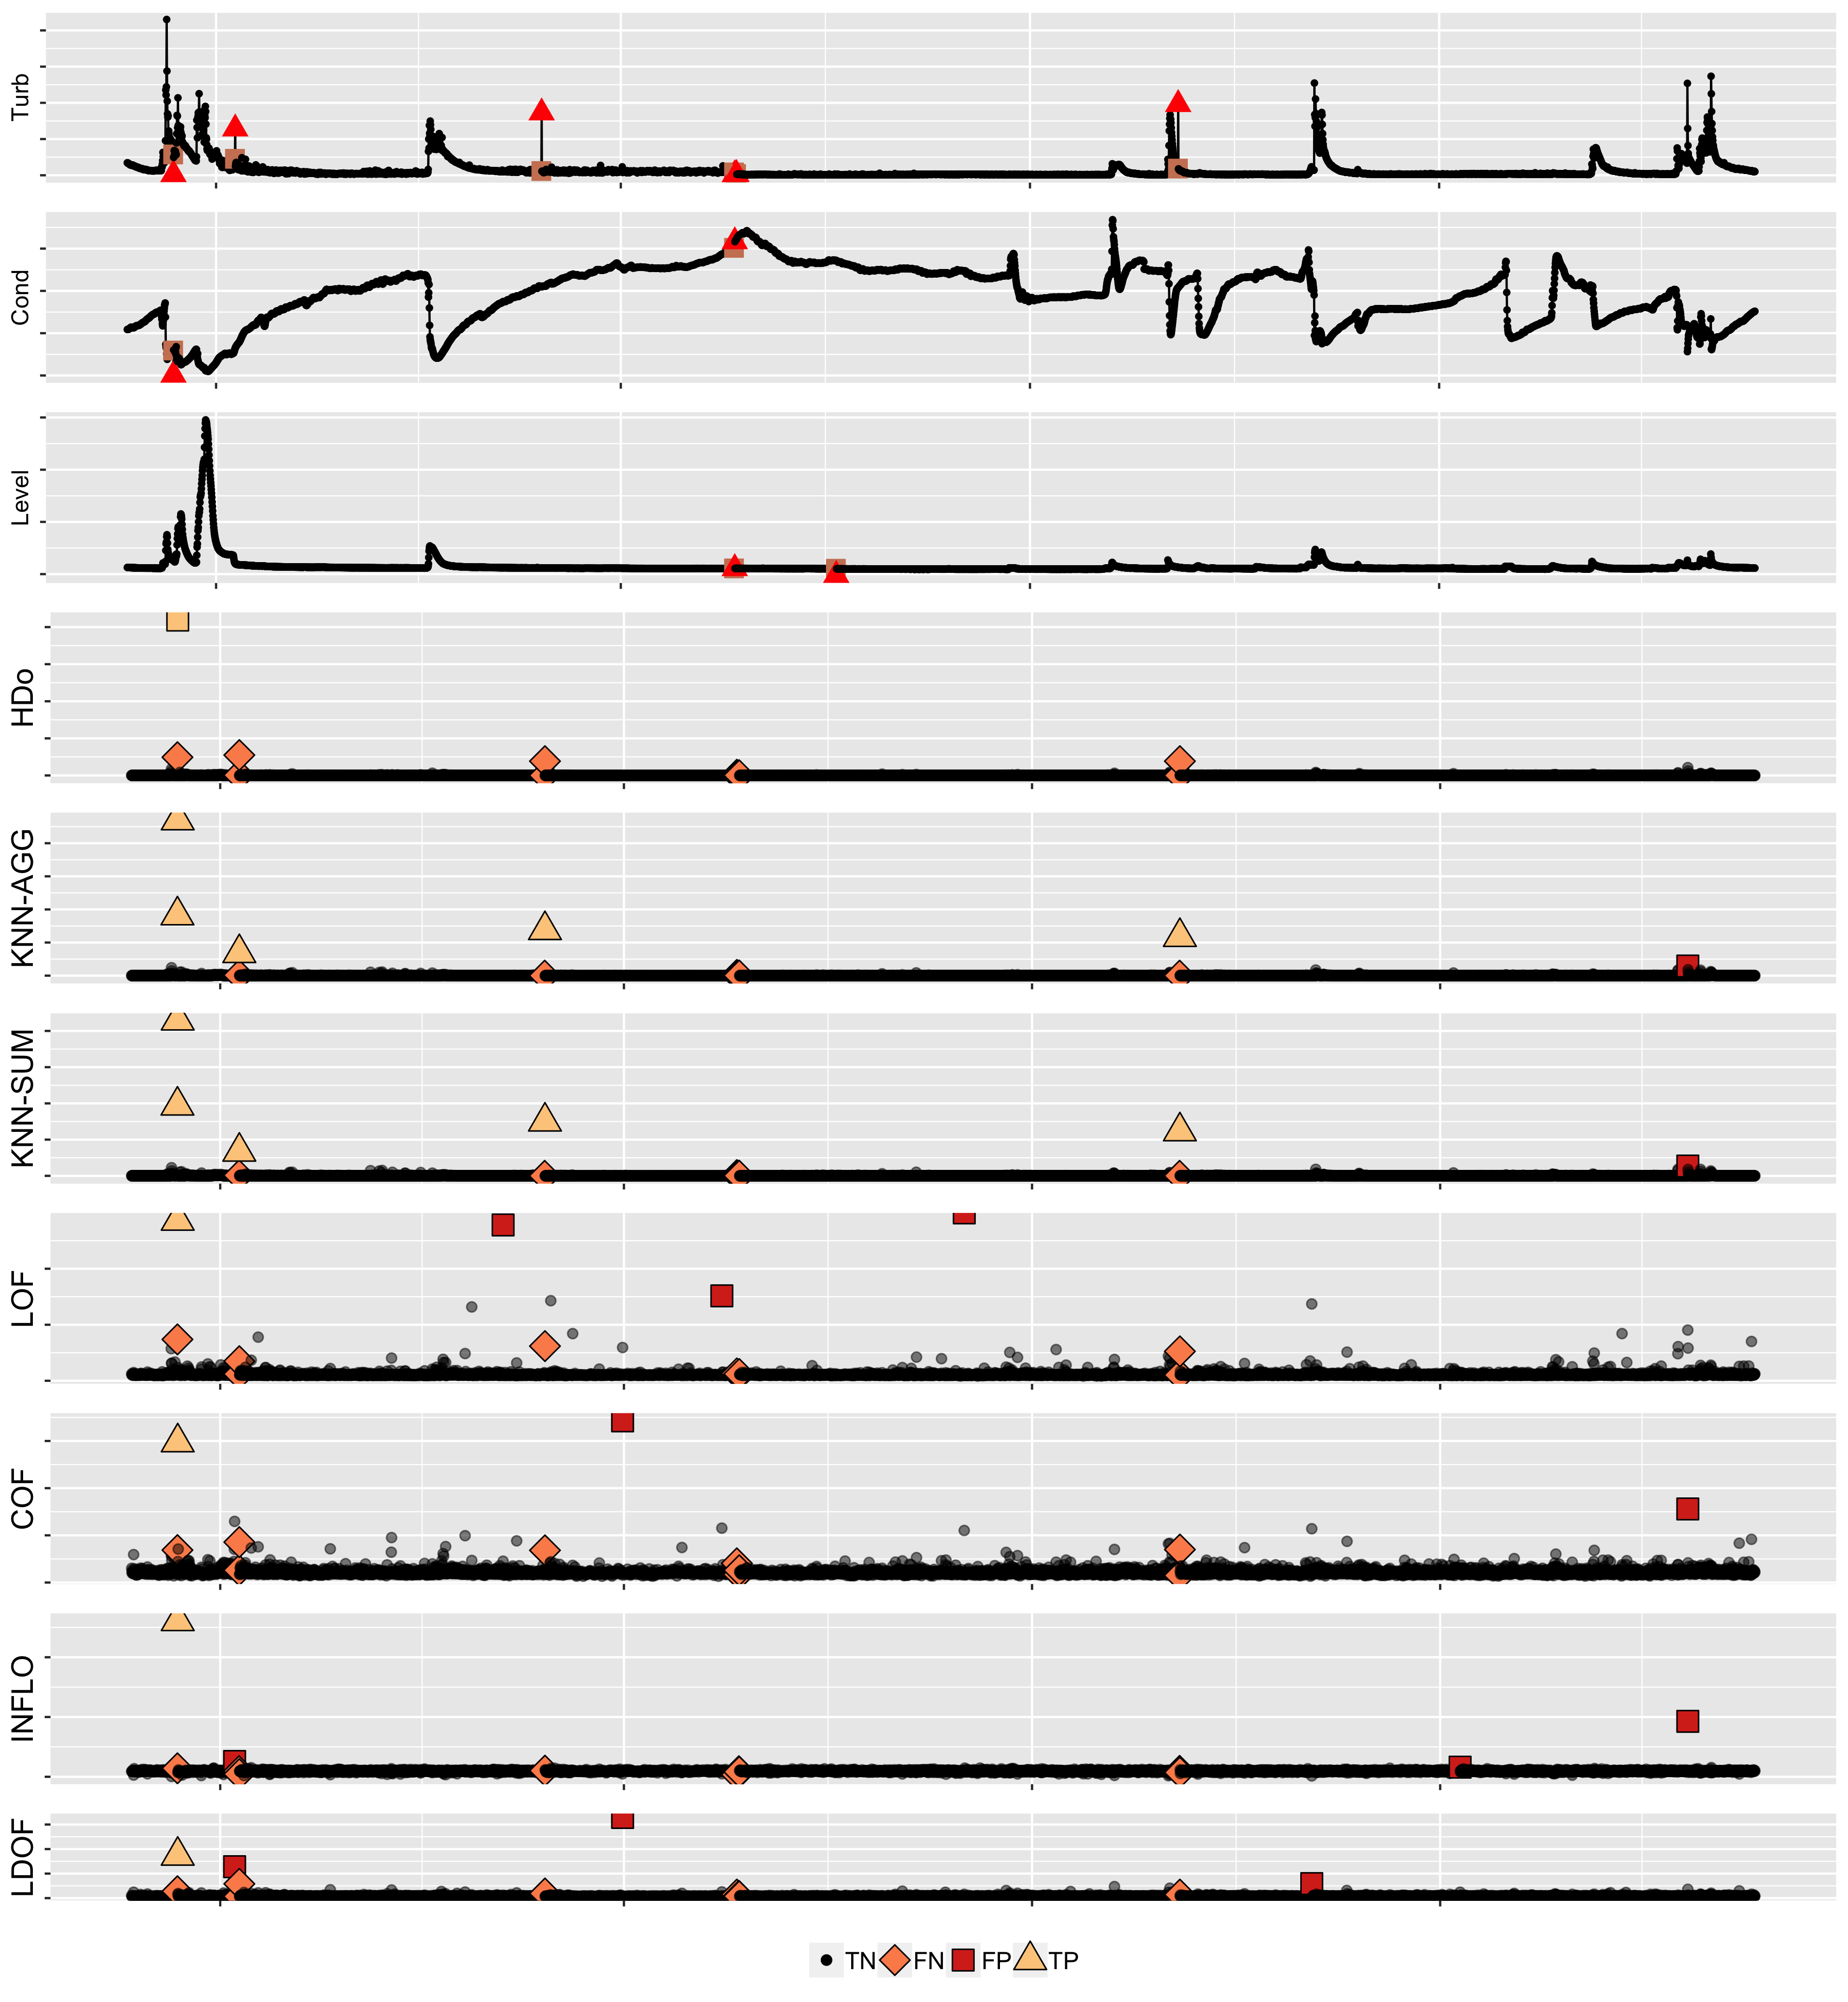 Turb
Cond
Level
HDo
KNN-AGG
KNN-SUM
LOF
COF
INFLO
LDOF
TN FN FP TP